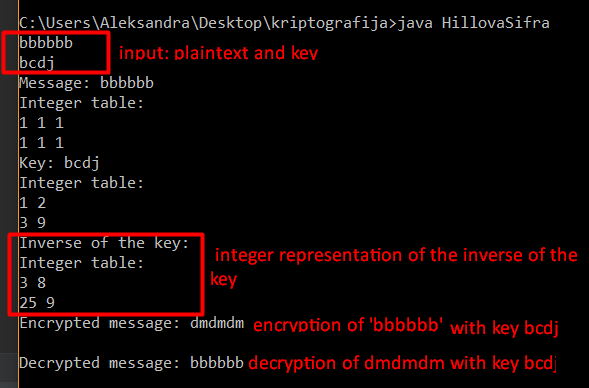 C:\Users\Aleksandra\Desktop\kriptografija>java HillovaSifra
bbbbbb
bcdj
input: plaintext and key
Message: bbbbbb
Integer table:
1 1 1
1 1 1
Key: bcdj
Integer table:
1 2
3 9
Inverse of the key:
Integer table:
3 8
25 9
integer representation of the inverse of the
key
Encrypted message: dmdmdm encryption of 'bbbbbb' with key bcdj
Decrypted message: bbbbbb decryption of dmdmdm with key bcdj